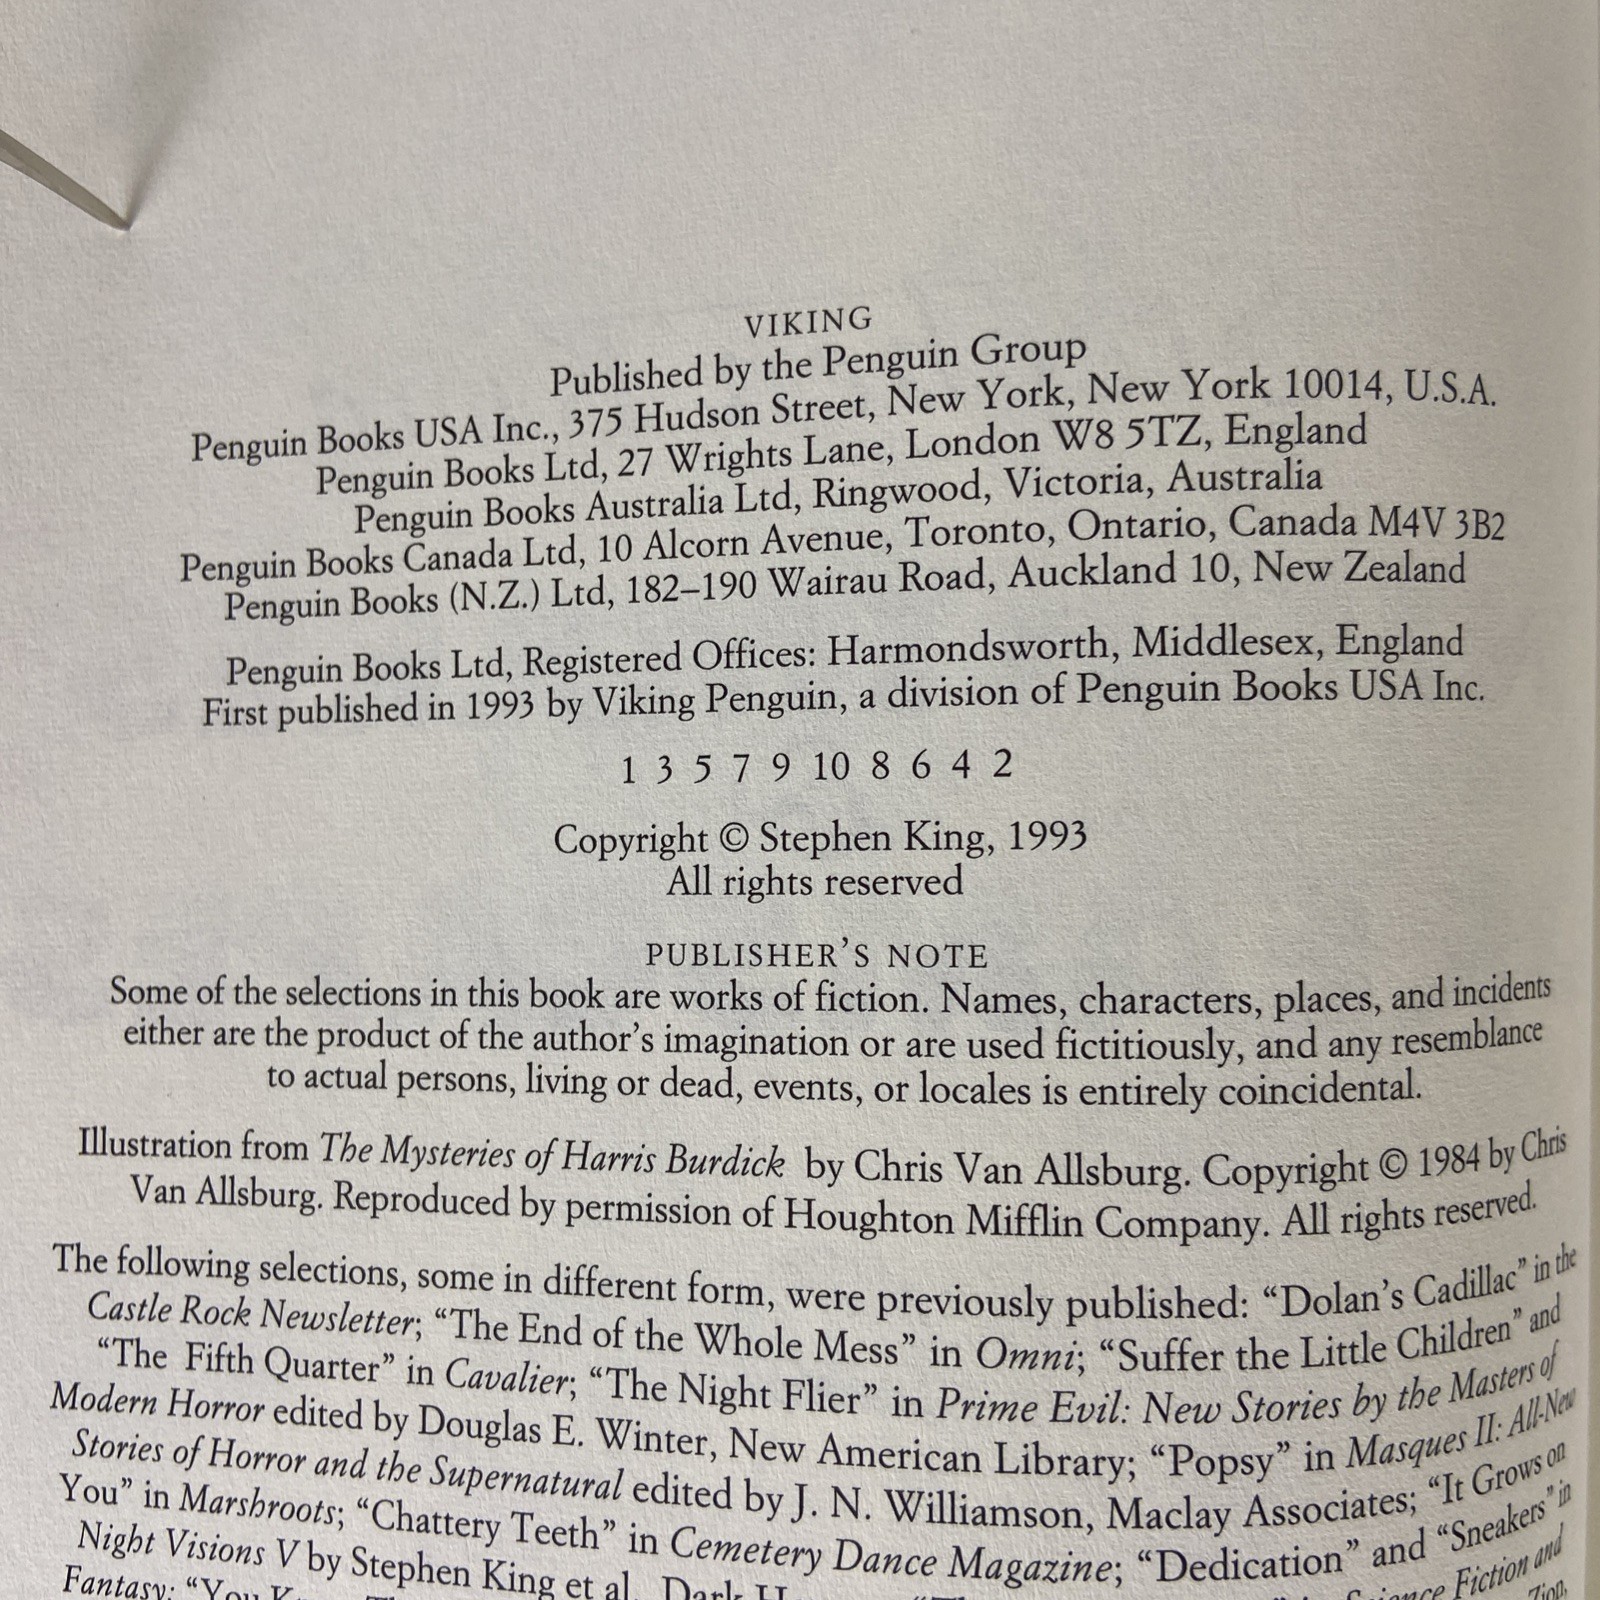 VIKING
Published by the Penguin Group
Penguin Books USA Inc., 375 Hudson Street, New York, New York 10014, U.S.A.
Penguin Books Ltd, 27 Wrights Lane, London W8 5TZ, England
Penguin Books Australia Ltd, Ringwood, Victoria, Australia
Penguin Books Canada Ltd, 10 Alcorn Avenue, Toronto, Ontario, Canada M4V 3B2
Penguin Books (N.Z.) Ltd, 182–190 Wairau Road, Auckland 10, New Zealand
Penguin Books Ltd, Registered Offices: Harmondsworth, Middlesex, England
First published in 1993 by Viking Penguin, a division of Penguin Books USA Inc.
1 3 5 7 9 10 8 6 4 2
Copyright © Stephen King, 1993
All rights reserved
PUBLISHER'S NOTE
Some of the selections in this book are works of fiction. Names, characters, places, and incidents
either are the product of the author's imagination or are used fictitiously, and any resemblance
to actual persons, living or dead, events, or locales is entirely coincidental.
Illustration from The Mysteries of Harris Burdick by Chris Van Allsburg. Copyright © 1984 by Chris
Van Allsburg. Reproduced by permission of Houghton Mifflin Company. All rights reserved.
The following selections, some in different form, were previously published: “Dolan's Cadillac” in the
Castle Rock Newsletter; “The End of the Whole Mess” in Omni; “Suffer the Little Children” and
“The Fifth Quarter” in Cavalier; “The Night Flier” in Prime Evil: New Stories by the Masters of
Modern Horror edited by Douglas E. Winter, New American Library; “Popsy” in Masques II: All-New
Stories of Horror and the Supernatural edited by J. N. Williamson, Maclay Associates; “It Grows on
You” in Marshroots; “Chattery Teeth” in Cemetery Dance Magazine; “Dedication” and “Sneakers” in
Night Visions V by Stephen King et al., Dark Science Fiction and
Fantasy; “You Zion,